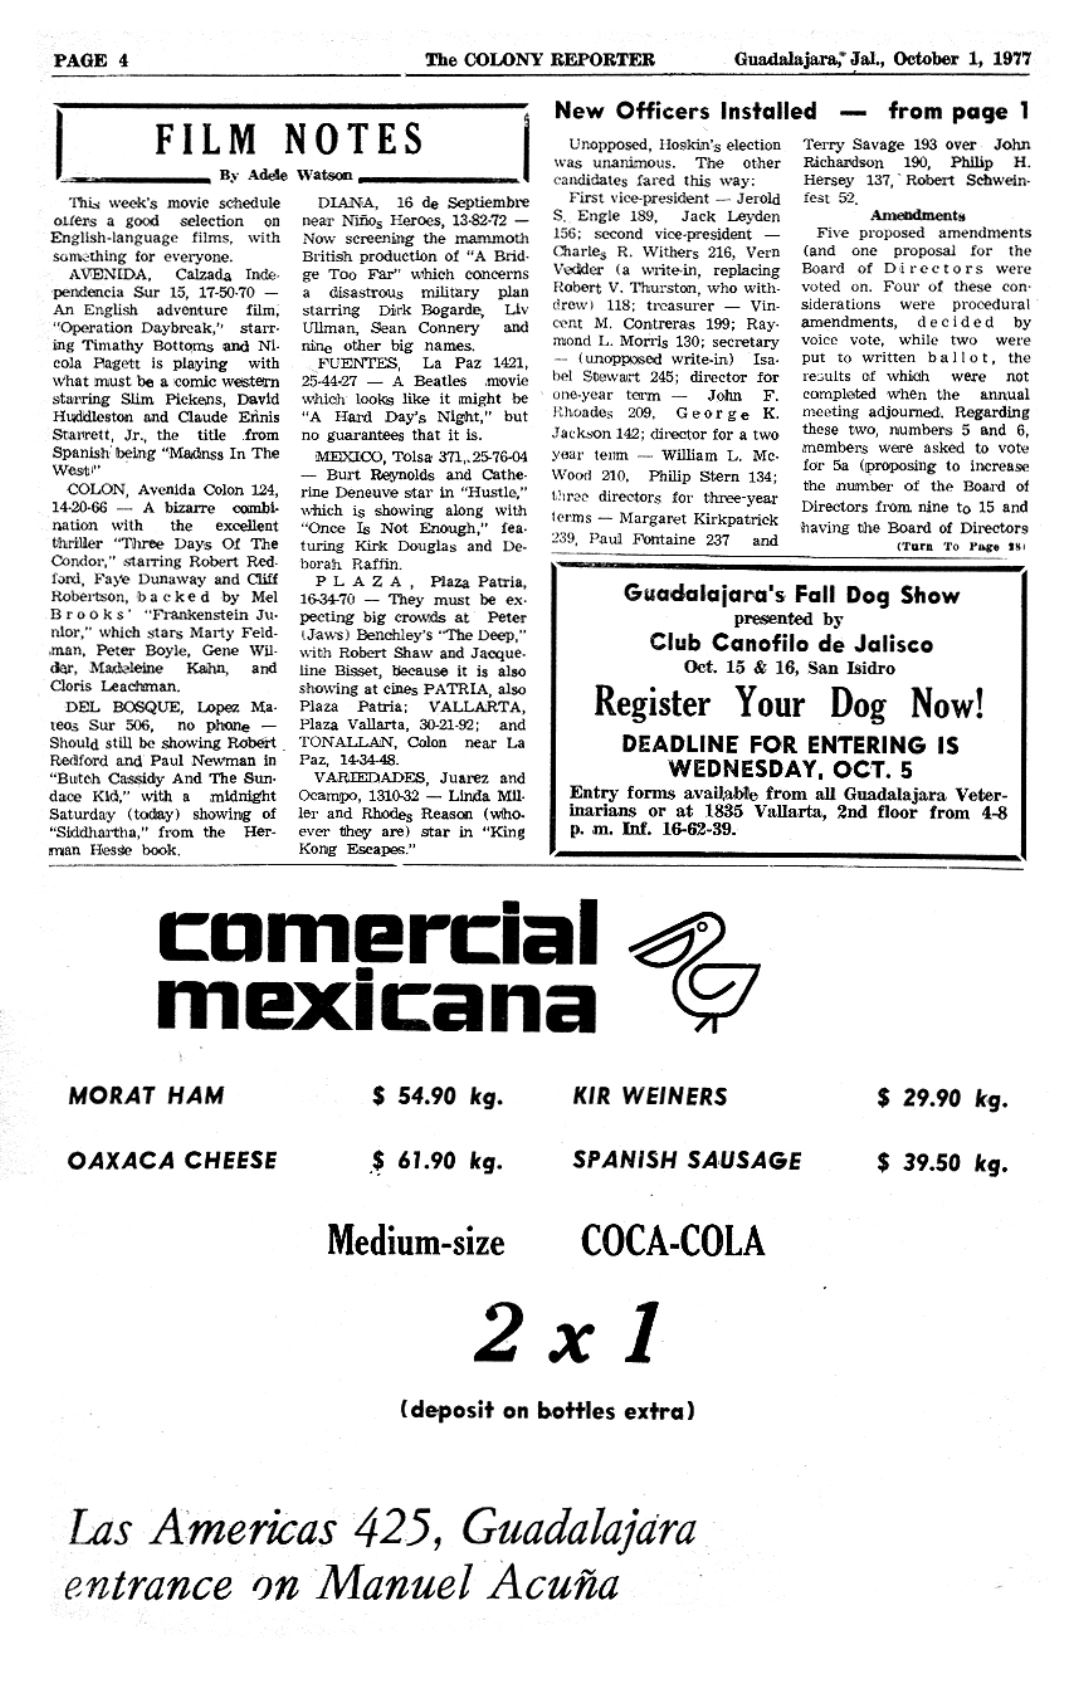 PAGE 4
The COLONY REPORTER
Guadalajara, Jal., October 1, 1977
FILM NOTES
By Adele Watson
This week's movie schedule
offers a good selection on
English-language films, with
something for everyone.
AVENIDA, Calzada Inde-
pendencia Sur 15, 17-50-70 —
An English adventure film,
"Operation Daybreak," starr-
ing Timathy Bottoms and Ni-
cola Pagett is playing with
what must be a comic western
starring Slim Pickens, David
Huddleston and Claude Ennis
Starrett, Jr., the title from
Spanish being "Madnss In The
West"
COLON, Avenida Colon 124,
14-20-66 — A bizarre combi-
nation with the excellent
thriller "Three Days Of The
Condor," starring Robert Red-
ford, Faye Dunaway and Cliff
Robertson, backed by Mel
Brooks' "Frankenstein Ju-
nior," which stars Marty Feld-
man, Peter Boyle, Gene Wil-
der, Madeleine Kahn, and
Cloris Leachman.
DEL BOSQUE, Lopez Ma-
teos Sur 506, no phone —
Should still be showing Robert
Redford and Paul Newman in
"Butch Cassidy And The Sun-
dace Kid," with a midnight
Saturday (today) showing of
"Siddhartha," from the Her-
man Hesse book.
DIANA, 16 de Septiembre
near Niños Heroes, 13-82-72 —
Now screening the mammoth
British production of "A Brid-
ge Too Far" which concerns
a disastrous military plan
starring Dirk Bogarde, Liv
Ullman, Sean Connery and
nine other big names.
FUENTES, La Paz 1421,
25-44-27 — A Beatles movie
which looks like it might be
"A Hard Day's Night," but
no guarantees that it is.
MEXICO, Tolsa 371, 25-76-04
— Burt Reynolds and Cathe-
rine Deneuve star in "Hustle,"
which is showing along with
"Once Is Not Enough," fea-
turing Kirk Douglas and De-
borah Raffin.
PLAZA, Plaza Patria,
16-34-70 — They must be ex-
pecting big crowds at Peter
(Jaws) Benchley's "The Deep,"
with Robert Shaw and Jacque-
line Bisset, because it is also
showing at cines PATRIA, also
Plaza Patria; VALLARTA,
Plaza Vallarta, 30-21-92; and
TONALLAN, Colon near La
Paz, 14-34-48.
VARIEDADES, Juarez and
Ocampo, 1310-32 — Linda Mil-
ler and Rhodes Reason (who-
ever they are) star in "King
Kong Escapes."
New Officers Installed — from page 1
Unopposed, Hoskin's election
was unanimous. The other
candidates fared this way:
First vice-president — Jerold
S. Engle 189, Jack Leyden
156; second vice-president —
Charles R. Withers 216, Vern
Vedder (a write-in, replacing
Robert V. Thurston, who with-
drew) 118; treasurer — Vin-
cent M. Contreras 199; Ray-
mond L. Morris 130; secretary
— (unopposed write-in) Isa-
bel Stewart 245; director for
one-year term — John F.
Rhoades 209, George K.
Jackson 142; director for a two
year term — William L. Mc-
Wood 210, Philip Stern 134;
three directors for three-year
terms — Margaret Kirkpatrick
239, Paul Fontaine 237 and
Terry Savage 193 over John
Richardson 190, Philip H.
Hersey 137, Robert Schwein-
fest 52.
Amendments
Five proposed amendments
(and one proposal for the
Board of Directors were
voted on. Four of these con-
siderations were procedural
amendments, decided by
voice vote, while two were
put to written ballot, the
results of which were not
completed when the annual
meeting adjourned. Regarding
these two, numbers 5 and 6,
members were asked to vote
for 5a (proposing to increase
the number of the Board of
Directors from nine to 15 and
having the Board of Directors
(Turn To Page 18)
Guadalajara's Fall Dog Show
presented by
Club Canofilo de Jalisco
Oct. 15 & 16, San Isidro
Register Your Dog Now!
DEADLINE FOR ENTERING IS
WEDNESDAY, OCT. 5
Entry forms available from all Guadalajara Veter-
inarians or at 1835 Vallarta, 2nd floor from 4-8
p. m. Inf. 16-62-39.
comercial
mexicana
MORAT HAM $ 54.90 kg.
KIR WEINERS $ 29.90 kg.
OAXACA CHEESE $ 61.90 kg.
SPANISH SAUSAGE $ 39.50 kg.
Medium-size COCA-COLA
2 x 1
(deposit on bottles extra)
Las Americas 425, Guadalajara
entrance on Manuel Acuña